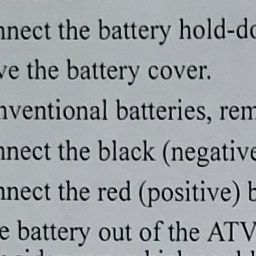 nnect the battery hold-do
ve the battery cover.
nventional batteries, rem
nnect the black (negative
nnect the red (positive) b
e battery out of the ATV